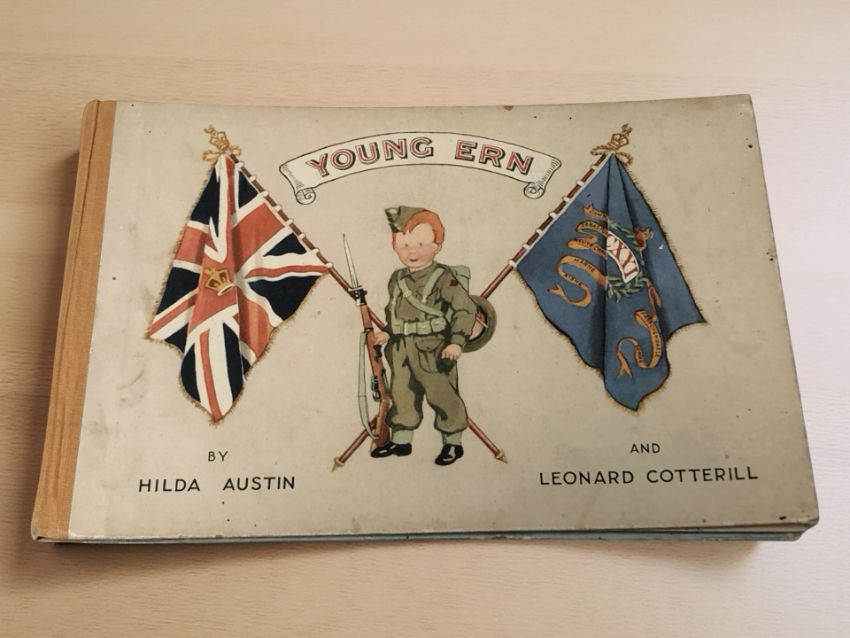 YOUNG ERN
BY
HILDA AUSTIN
AND
LEONARD COTTERILL